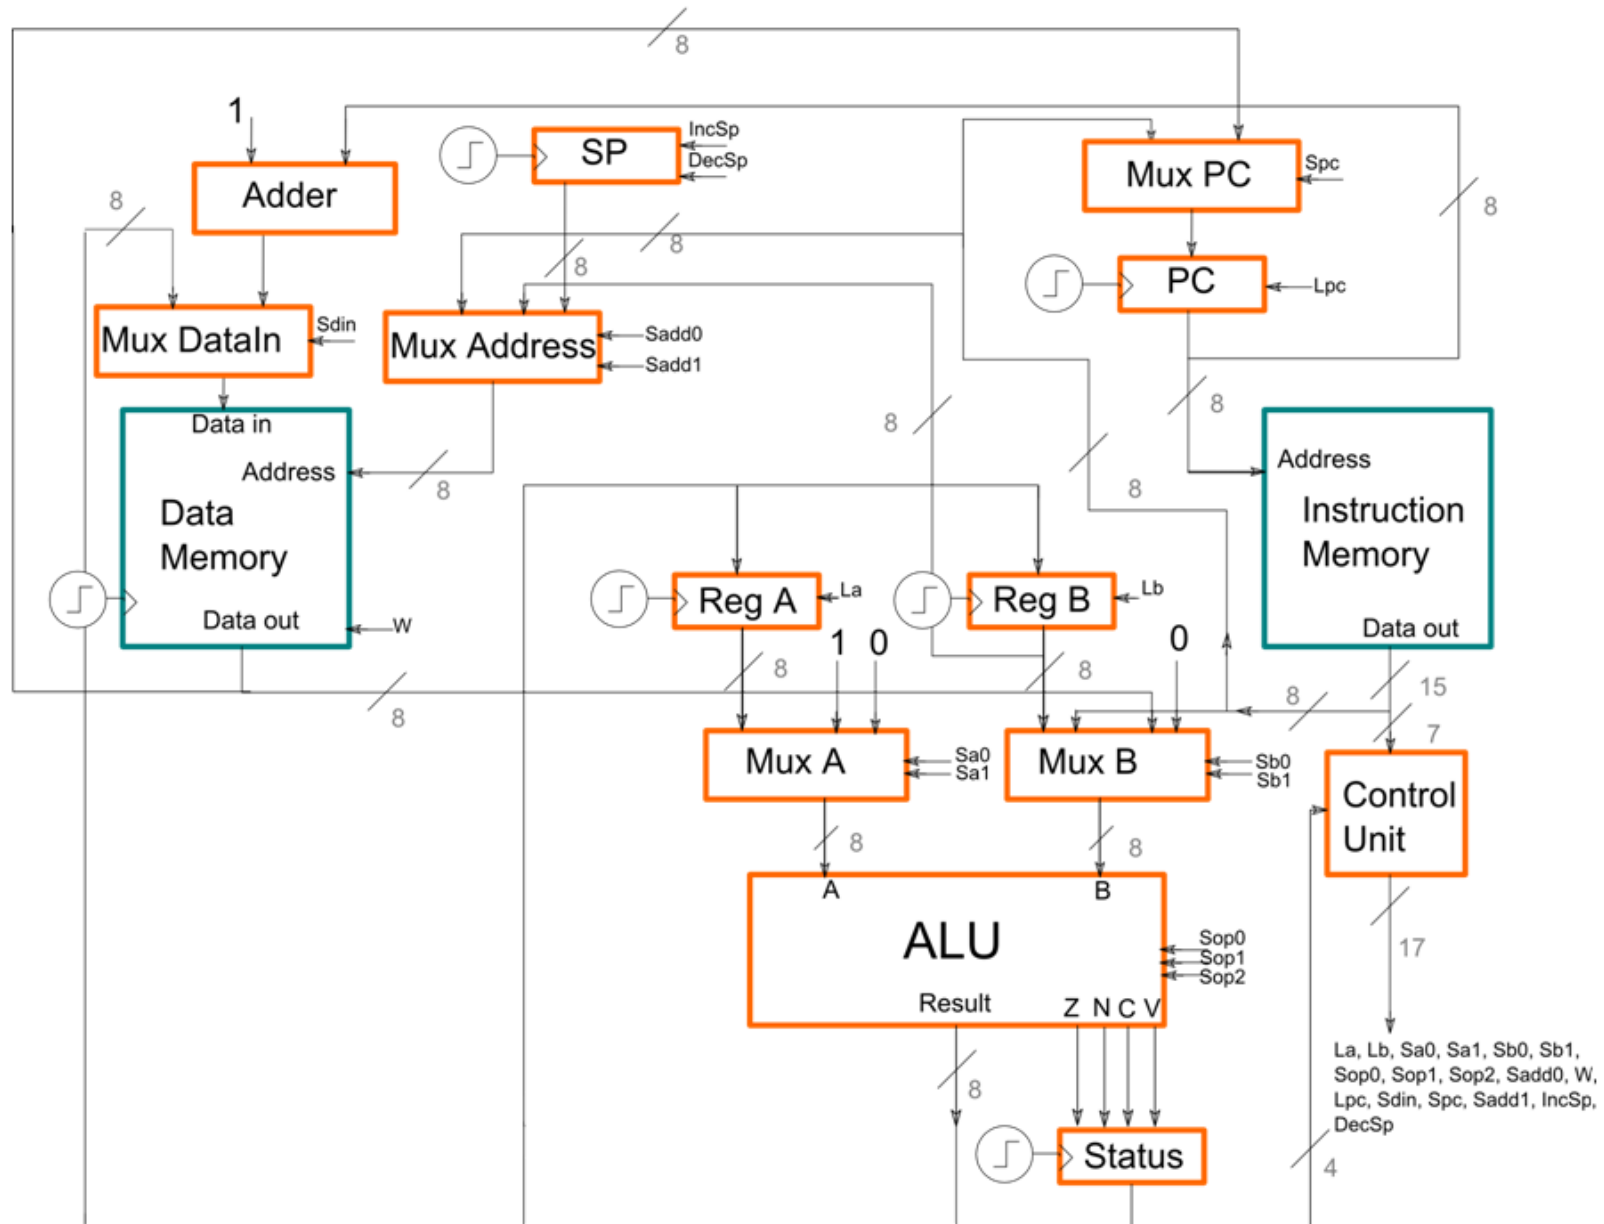 8
1
IncSp
DecSp
SP
Mux PC
Spc
Adder
8
8
8
8
PC
Lpc
Mux DataIn
Sdin
Mux Address
Sadd0
Sadd1
8
8
Data in
Address
8
8
Address
Data
Memory
Instruction
Memory
Reg A
La
Reg B
Lb
Data out
W
Data out
1 0
0
8
8
8
8
15
7
Mux A
Sa0
Sa1
Mux B
Sb0
Sb1
Control
Unit
8
8
A
B
ALU
Sop0
Sop1
Sop2
17
Result
Z N C V
8
La, Lb, Sa0, Sa1, Sb0, Sb1,
Sop0, Sop1, Sop2, Sadd0, W,
Lpc, Sdin, Spc, Sadd1, IncSp,
DecSp
Status
4